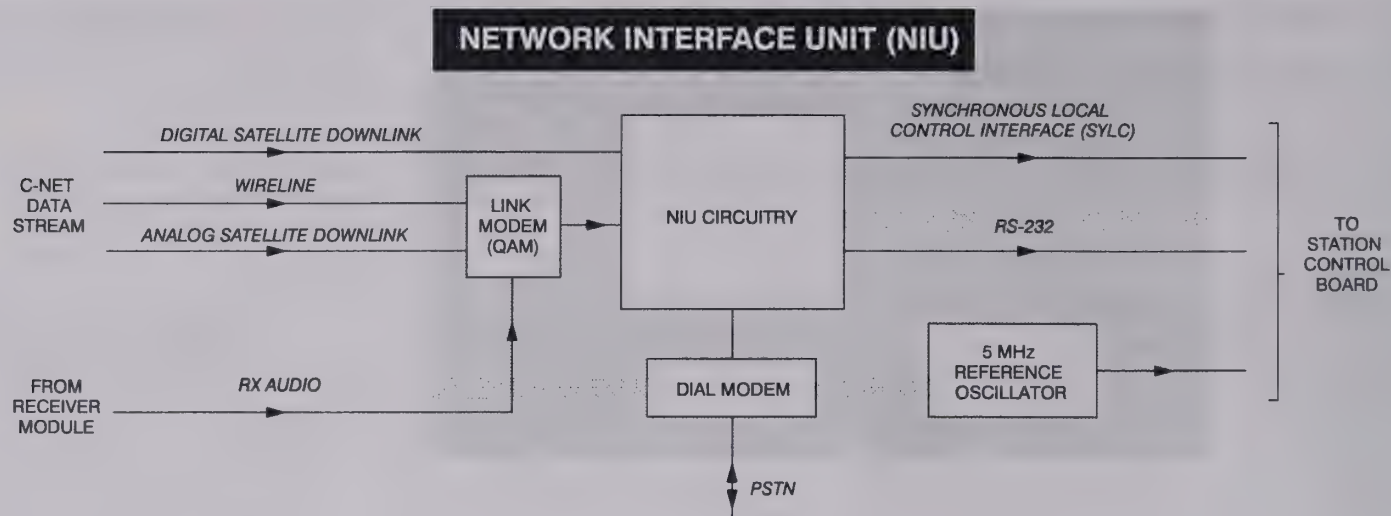 NETWORK INTERFACE UNIT (NIU)
DIGITAL SATELLITE DOWNLINK
C-NET
DATA
STREAM
WIRELINE
ANALOG SATELLITE DOWNLINK
LINK
MODEM
(QAM)
NIU CIRCUITRY
SYNCHRONOUS LOCAL
CONTROL INTERFACE (SYLC)
RS-232
TO
STATION
CONTROL
BOARD
FROM
RECEIVER
MODULE
RX AUDIO
DIAL MODEM
5 MHz
REFERENCE
OSCILLATOR
PSTN